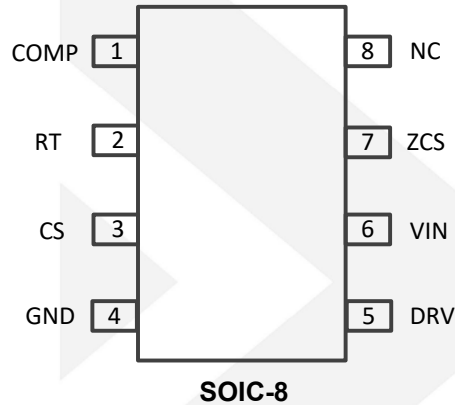 COMP 1 8 NC
RT 2 7 ZCS
CS 3 6 VIN
GND 4 5 DRV
SOIC-8